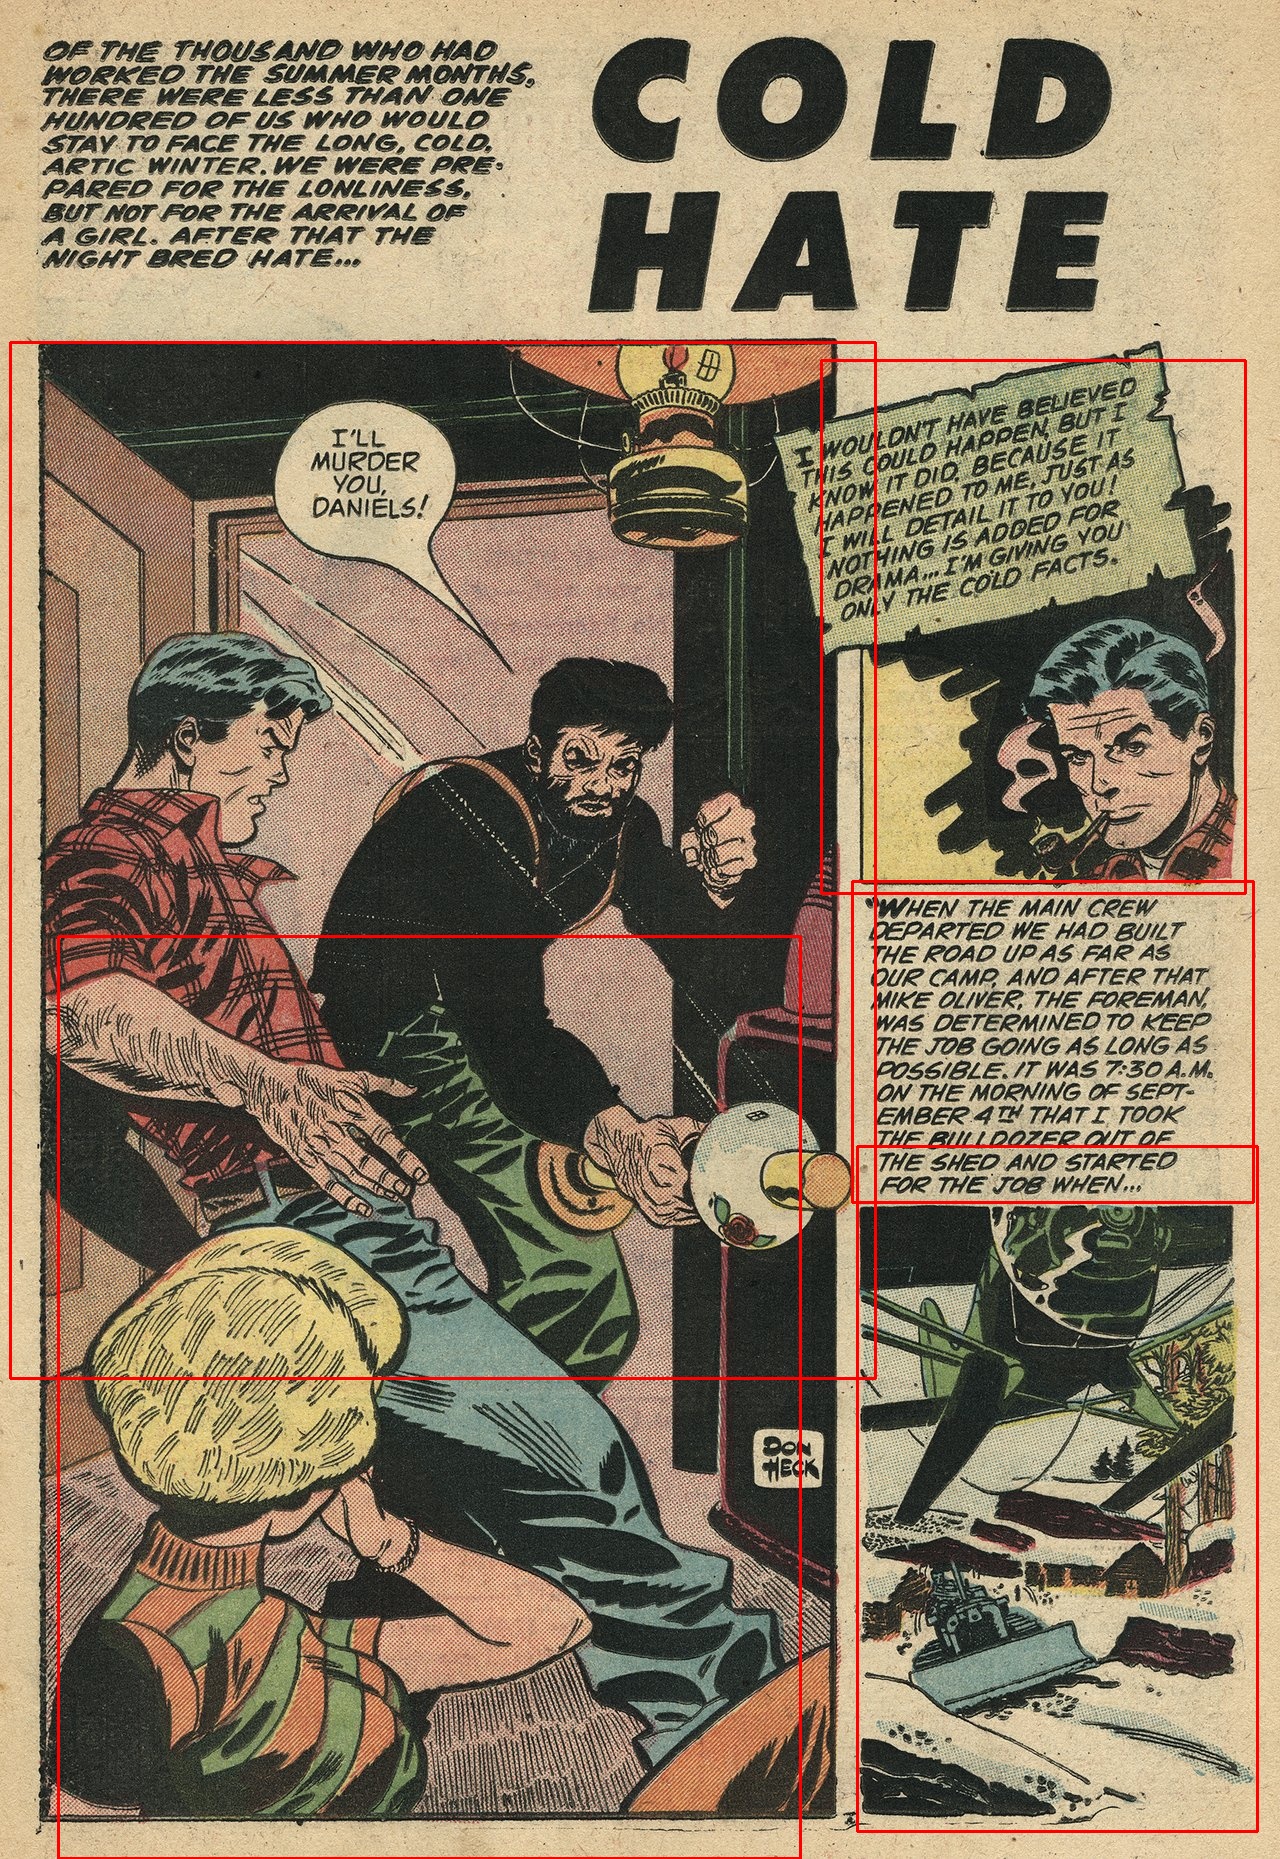 OF THE THOUSAND WHO HAD
WORKED THE SUMMER MONTHS,
THERE WERE LESS THAN ONE
HUNDRED OF US WHO WOULD
STAY TO FACE THE LONG, COLD,
ARTIC WINTER. WE WERE PRE-
PARED FOR THE LONLINESS,
BUT NOT FOR THE ARRIVAL OF
A GIRL. AFTER THAT THE
NIGHT BRED HATE...
COLD
HATE
I'LL
MURDER
YOU,
DANIELS!
I WOULDN'T HAVE BELIEVED
THIS COULD HAPPEN, BUT I
KNOW IT DID, BECAUSE IT
HAPPENED TO ME, JUST AS
I WILL DETAIL IT TO YOU!
NOTHING IS ADDED FOR
DRAMA... I'M GIVING YOU
ONLY THE COLD FACTS.
"WHEN THE MAIN CREW
DEPARTED WE HAD BUILT
THE ROAD UP AS FAR AS
OUR CAMP, AND AFTER THAT
MIKE OLIVER, THE FOREMAN,
WAS DETERMINED TO KEEP
THE JOB GOING AS LONG AS
POSSIBLE. IT WAS 7:30 A.M.
ON THE MORNING OF SEPT-
EMBER 4TH THAT I TOOK
THE BULLDOZER OUT OF
THE SHED AND STARTED
FOR THE JOB WHEN...
DON
HECK